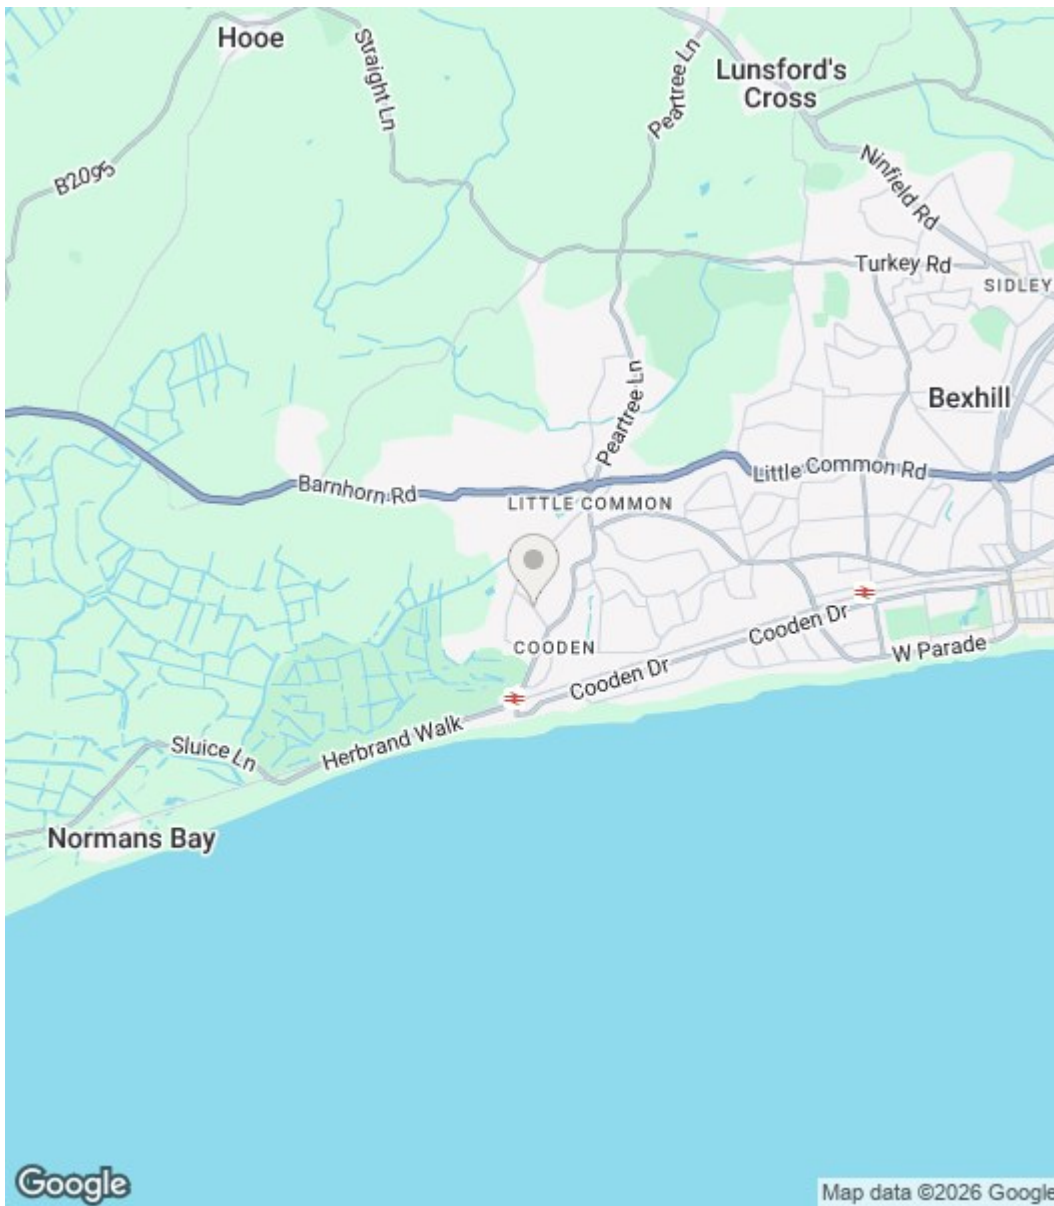 Hooe
Straight Ln
Peartree Ln
Lunsford's
Cross
B2095
Ninfield Rd
Turkey Rd
SIDLEY
Peartree Ln
Bexhill
Barnhorn Rd
Little Common Rd
LITTLE COMMON
COODEN
Cooden Dr
Cooden Dr
W Parade
Herbrand Walk
Sluice Ln
Normans Bay
Google
Map data ©2026 Google